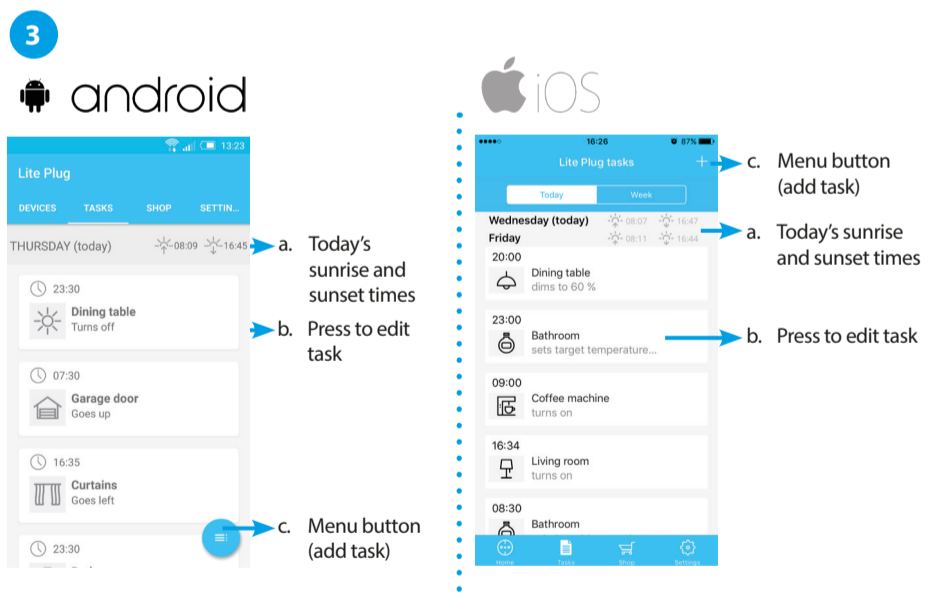 3
android
13:23
Lite Plug
DEVICES TASKS SHOP SETTIN...
THURSDAY (today) 08:09 16:45
23:30
Dining table
Turns off
07:30
Garage door
Goes up
16:35
Curtains
Goes left
23:30
a. Today's
sunrise and
sunset times
b. Press to edit
task
c. Menu button
(add task)
iOS
16:26 87%
Lite Plug tasks +
Today Week
Wednesday (today) 08:07 16:47
Friday 08:11 16:44
20:00
Dining table
dims to 60 %
23:00
Bathroom
sets target temperature...
09:00
Coffee machine
turns on
16:34
Living room
turns on
08:30
Bathroom
Home Tasks Shop Settings
c. Menu button
(add task)
a. Today's sunrise
and sunset times
b. Press to edit task